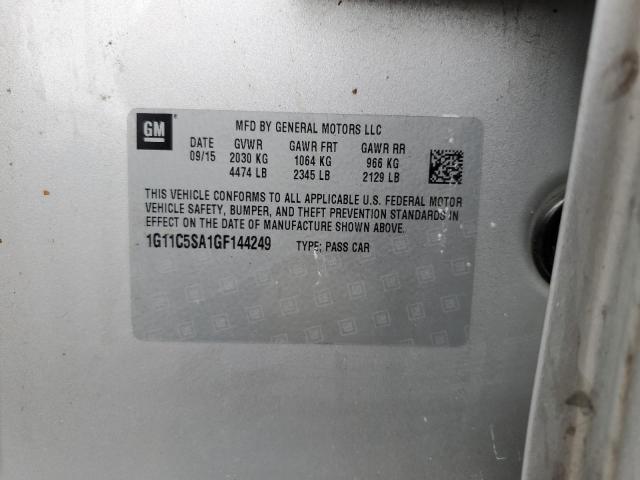 GM MFD BY GENERAL MOTORS LLC
DATE GVWR GAWR FRT GAWR RR
09/15 2030 KG 1064 KG 966 KG
4474 LB 2345 LB 2129 LB
THIS VEHICLE CONFORMS TO ALL APPLICABLE U.S. FEDERAL MOTOR
VEHICLE SAFETY, BUMPER, AND THEFT PREVENTION STANDARDS IN
EFFECT ON THE DATE OF MANUFACTURE SHOWN ABOVE.
1G11C5SA1GF144249 TYPE: PASS CAR